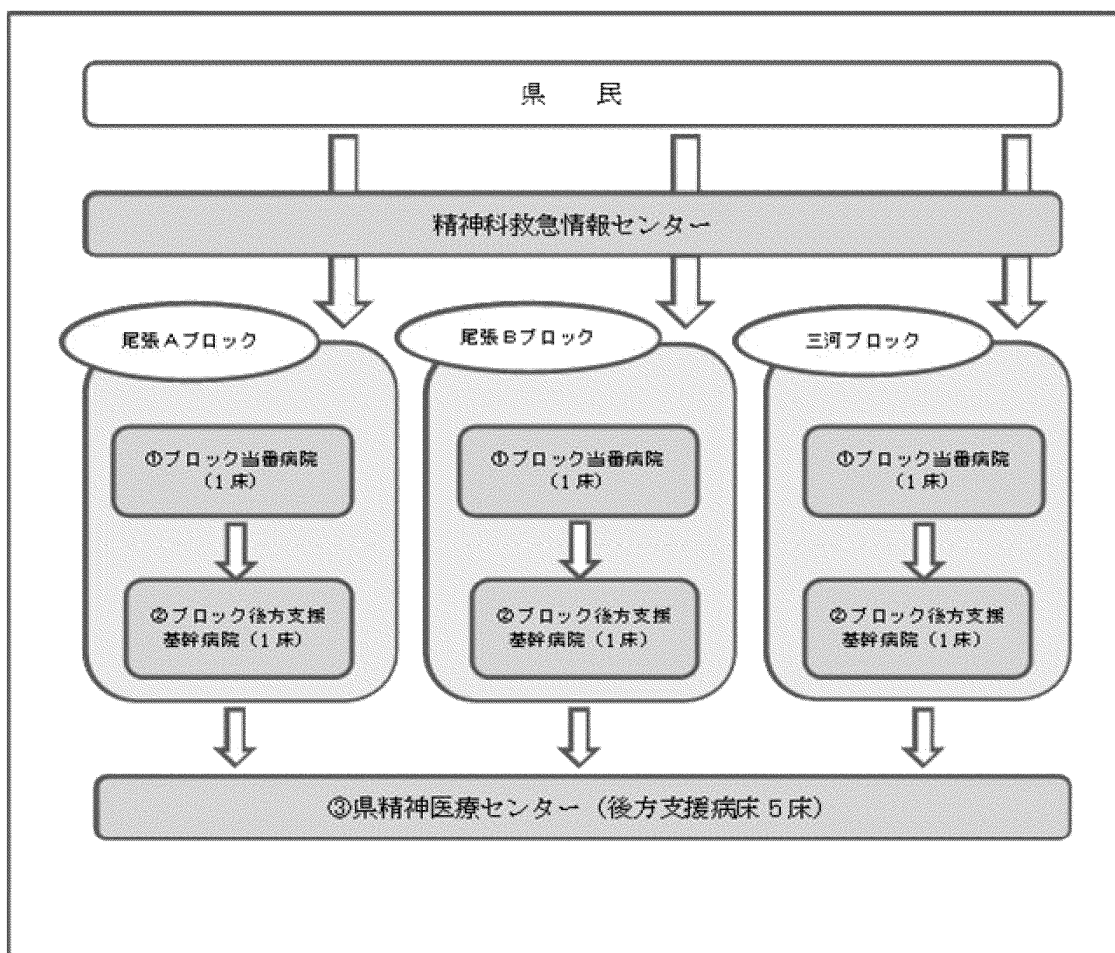 県　　民
精神科救急情報センター
尾張Aブロック
尾張Bブロック
三河ブロック
①ブロック当番病院
（1床）
①ブロック当番病院
（1床）
①ブロック当番病院
（1床）
②ブロック後方支援
基幹病院（1床）
②ブロック後方支援
基幹病院（1床）
②ブロック後方支援
基幹病院（1床）
③県精神医療センター（後方支援病床5床）